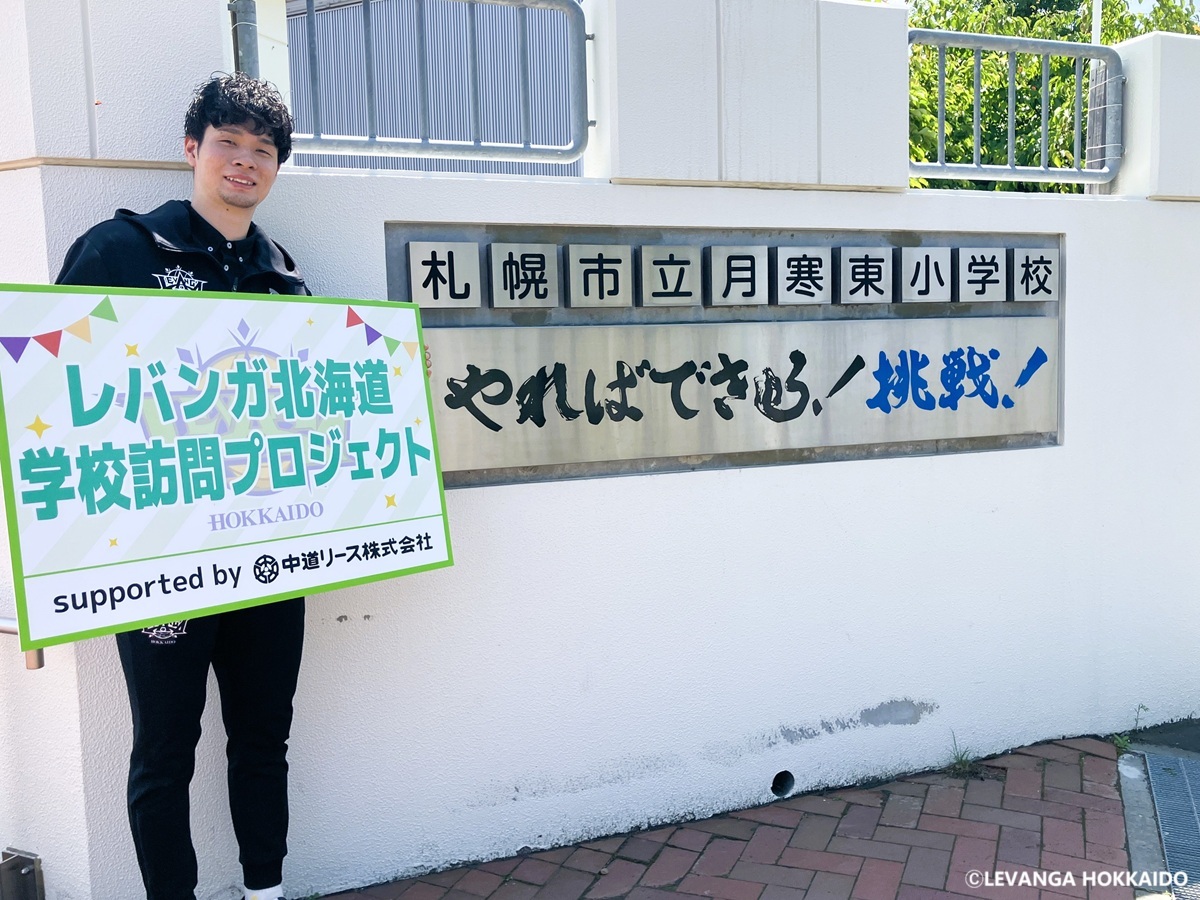 札幌市立月寒東小学校
やればできる！挑戦！
LEVANGA
レバンガ北海道
学校訪問プロジェクト
HOKKAIDO
supported by 中道リース株式会社
HOKKAIDO
©LEVANGA HOKKAIDO